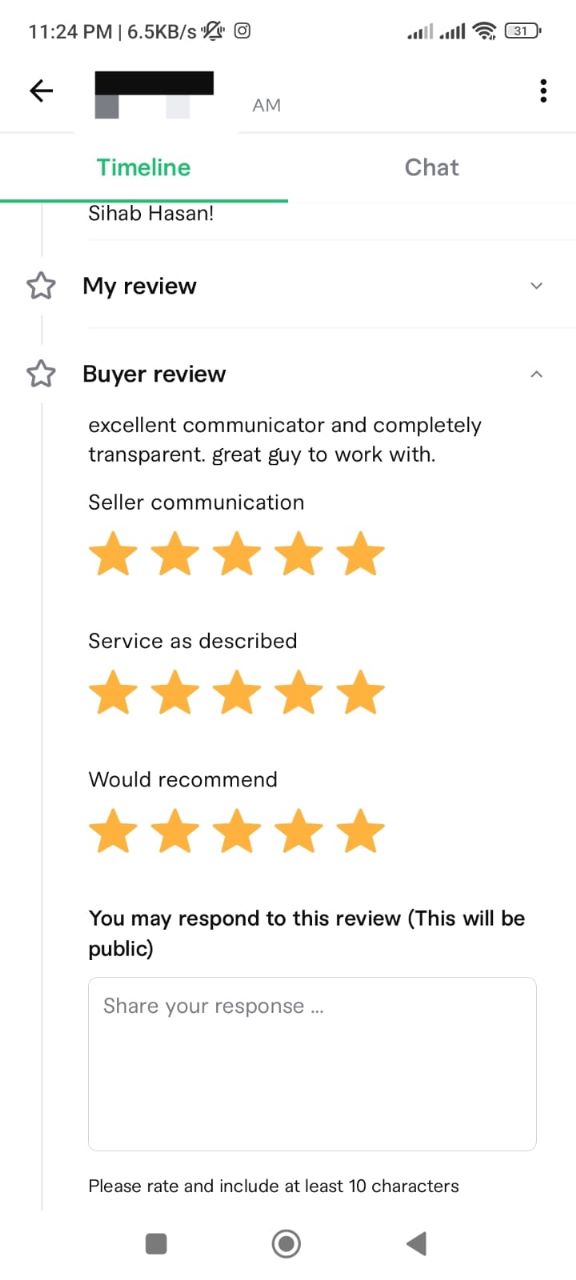 11:24 PM | 6.5KB/s
31
AM
Timeline
Chat
Sihab Hasan!
My review
Buyer review
excellent communicator and completely
transparent. great guy to work with.
Seller communication
Service as described
Would recommend
You may respond to this review (This will be
public)
Share your response ...
Please rate and include at least 10 characters